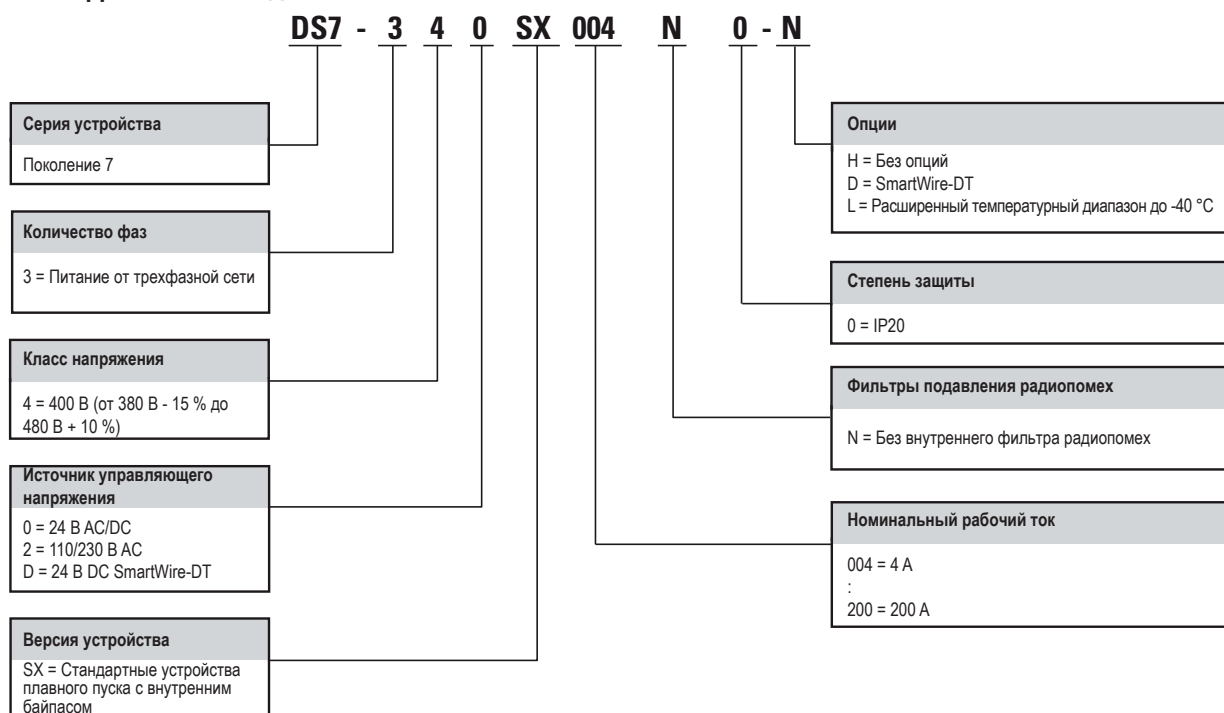 DS7 - 3 4 0 SX 004 N 0 - N
Серия устройства
Поколение 7
Количество фаз
3 = Питание от трехфазной сети
Класс напряжения
4 = 400 В (от 380 В - 15 % до
480 В + 10 %)
Источник управляющего
напряжения
0 = 24 В AC/DC
2 = 110/230 В AC
D = 24 В DC SmartWire-DT
Версия устройства
SX = Стандартные устройства
плавного пуска с внутренним
байпасом
Опции
Н = Без опций
D = SmartWire-DT
L = Расширенный температурный диапазон до -40 °C
Степень защиты
0 = IP20
Фильтры подавления радиопомех
N = Без внутреннего фильтра радиопомех
Номинальный рабочий ток
004 = 4 А
:
200 = 200 А